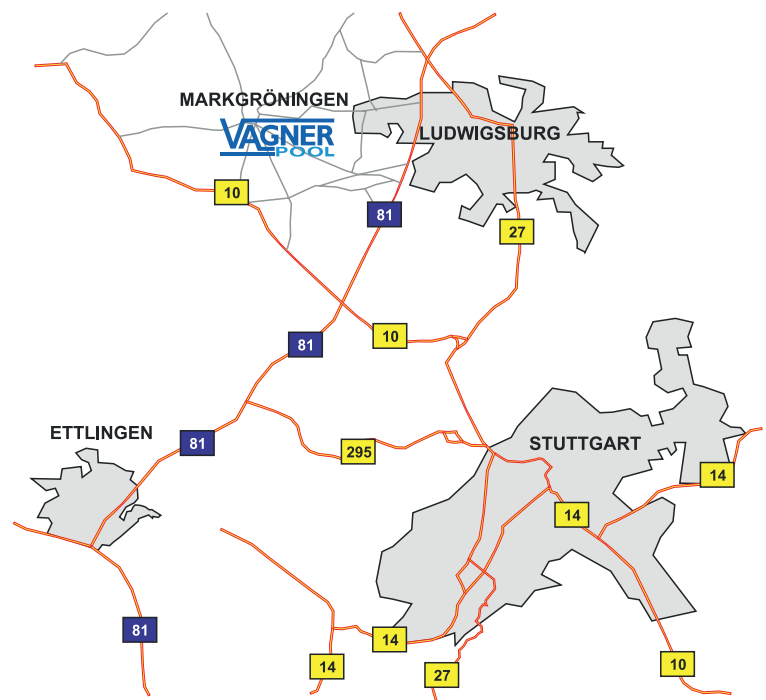 MARKGRÖNINGEN
VAGNER
POOL
LUDWIGSBURG
10
81
27
10
81
ETTLINGEN
81
295
STUTTGART
14
14
81
14
14
27
10